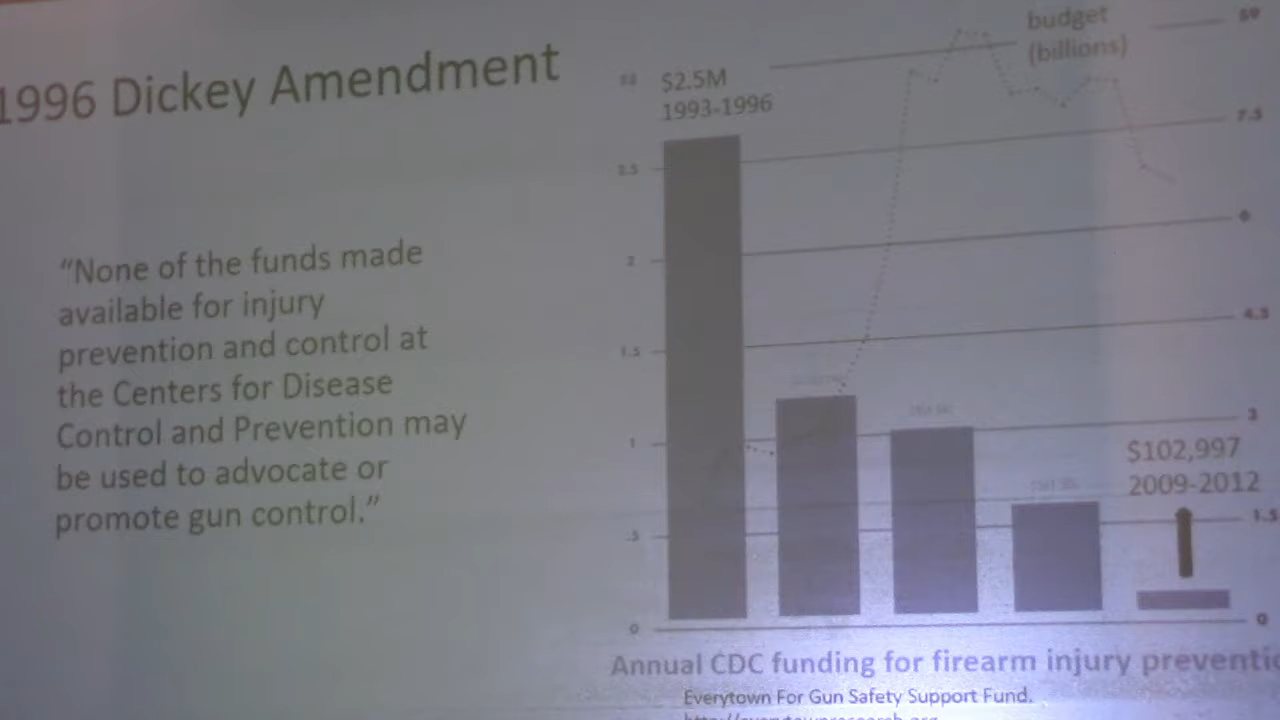 1996 Dickey Amendment
"None of the funds made
available for injury
prevention and control at
the Centers for Disease
Control and Prevention may
be used to advocate or
promote gun control."
budget
(billions)
$2.5M
1993-1996
2.5
2
1.5
1
.5
0
7.5
6
4.5
3
1.5
0
$102,997
2009-2012
Annual CDC funding for firearm injury preventi
Everytown For Gun Safety Support Fund.